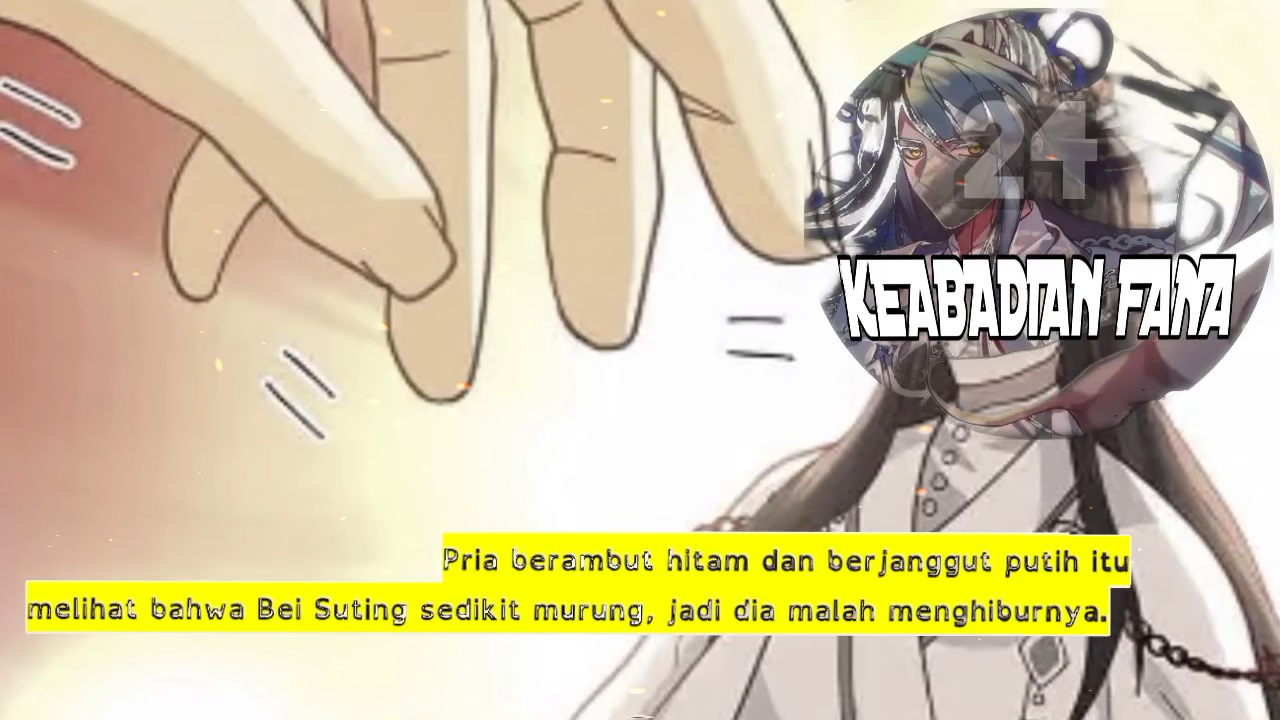 24
KEABADIAN FANA
Pria berambut hitam dan berjanggut putih itu
melihat bahwa Bei Suting sedikit murung, jadi dia malah menghiburnya.